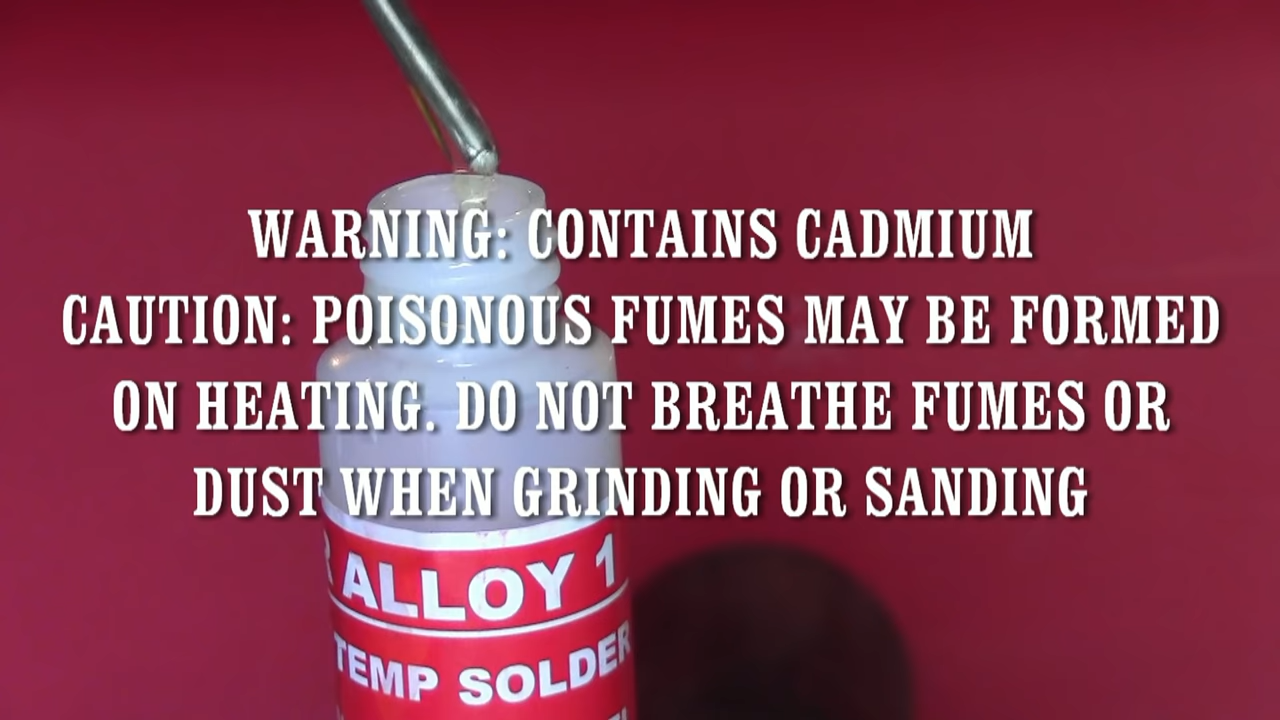 WARNING: CONTAINS CADMIUM
CAUTION: POISONOUS FUMES MAY BE FORMED
ON HEATING. DO NOT BREATHE FUMES OR
DUST WHEN GRINDING OR SANDING
ALLOY 1
TEMP SOLDER